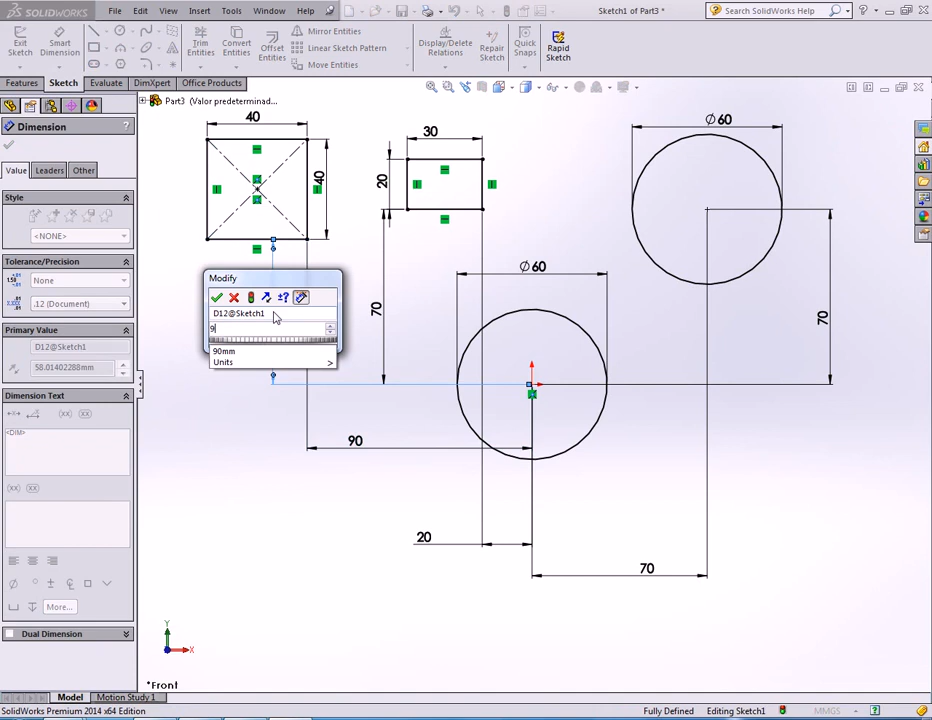 SOLIDWORKS
File
Edit
View
Insert
Tools
Window
Help
Sketch1 of Part3 *
Search SolidWorks Help
Exit Sketch
Smart Dimension
Trim Entities
Convert Entities
Offset Entities
Mirror Entities
Linear Sketch Pattern
Move Entities
Display/Delete Relations
Repair Sketch
Quick Snaps
Rapid Sketch
Features
Sketch
Evaluate
DimXpert
Office Products
Part3 (Valor predeterminad...
Dimension
?
Value
Leaders
Other
Style
<NONE>
Tolerance/Precision
None
.12 (Document)
Primary Value
D12@Sketch1
58.01402288mm
Dimension Text
<DIM>
More...
Dual Dimension
40
40
30
20
Ø60
Modify
D12@Sketch1
9
90mm
Units >
70
Ø60
70
90
20
70
Y
X
*Front
Model
Motion Study 1
SolidWorks Premium 2014 x64 Edition
Fully Defined
Editing Sketch1
MMGS